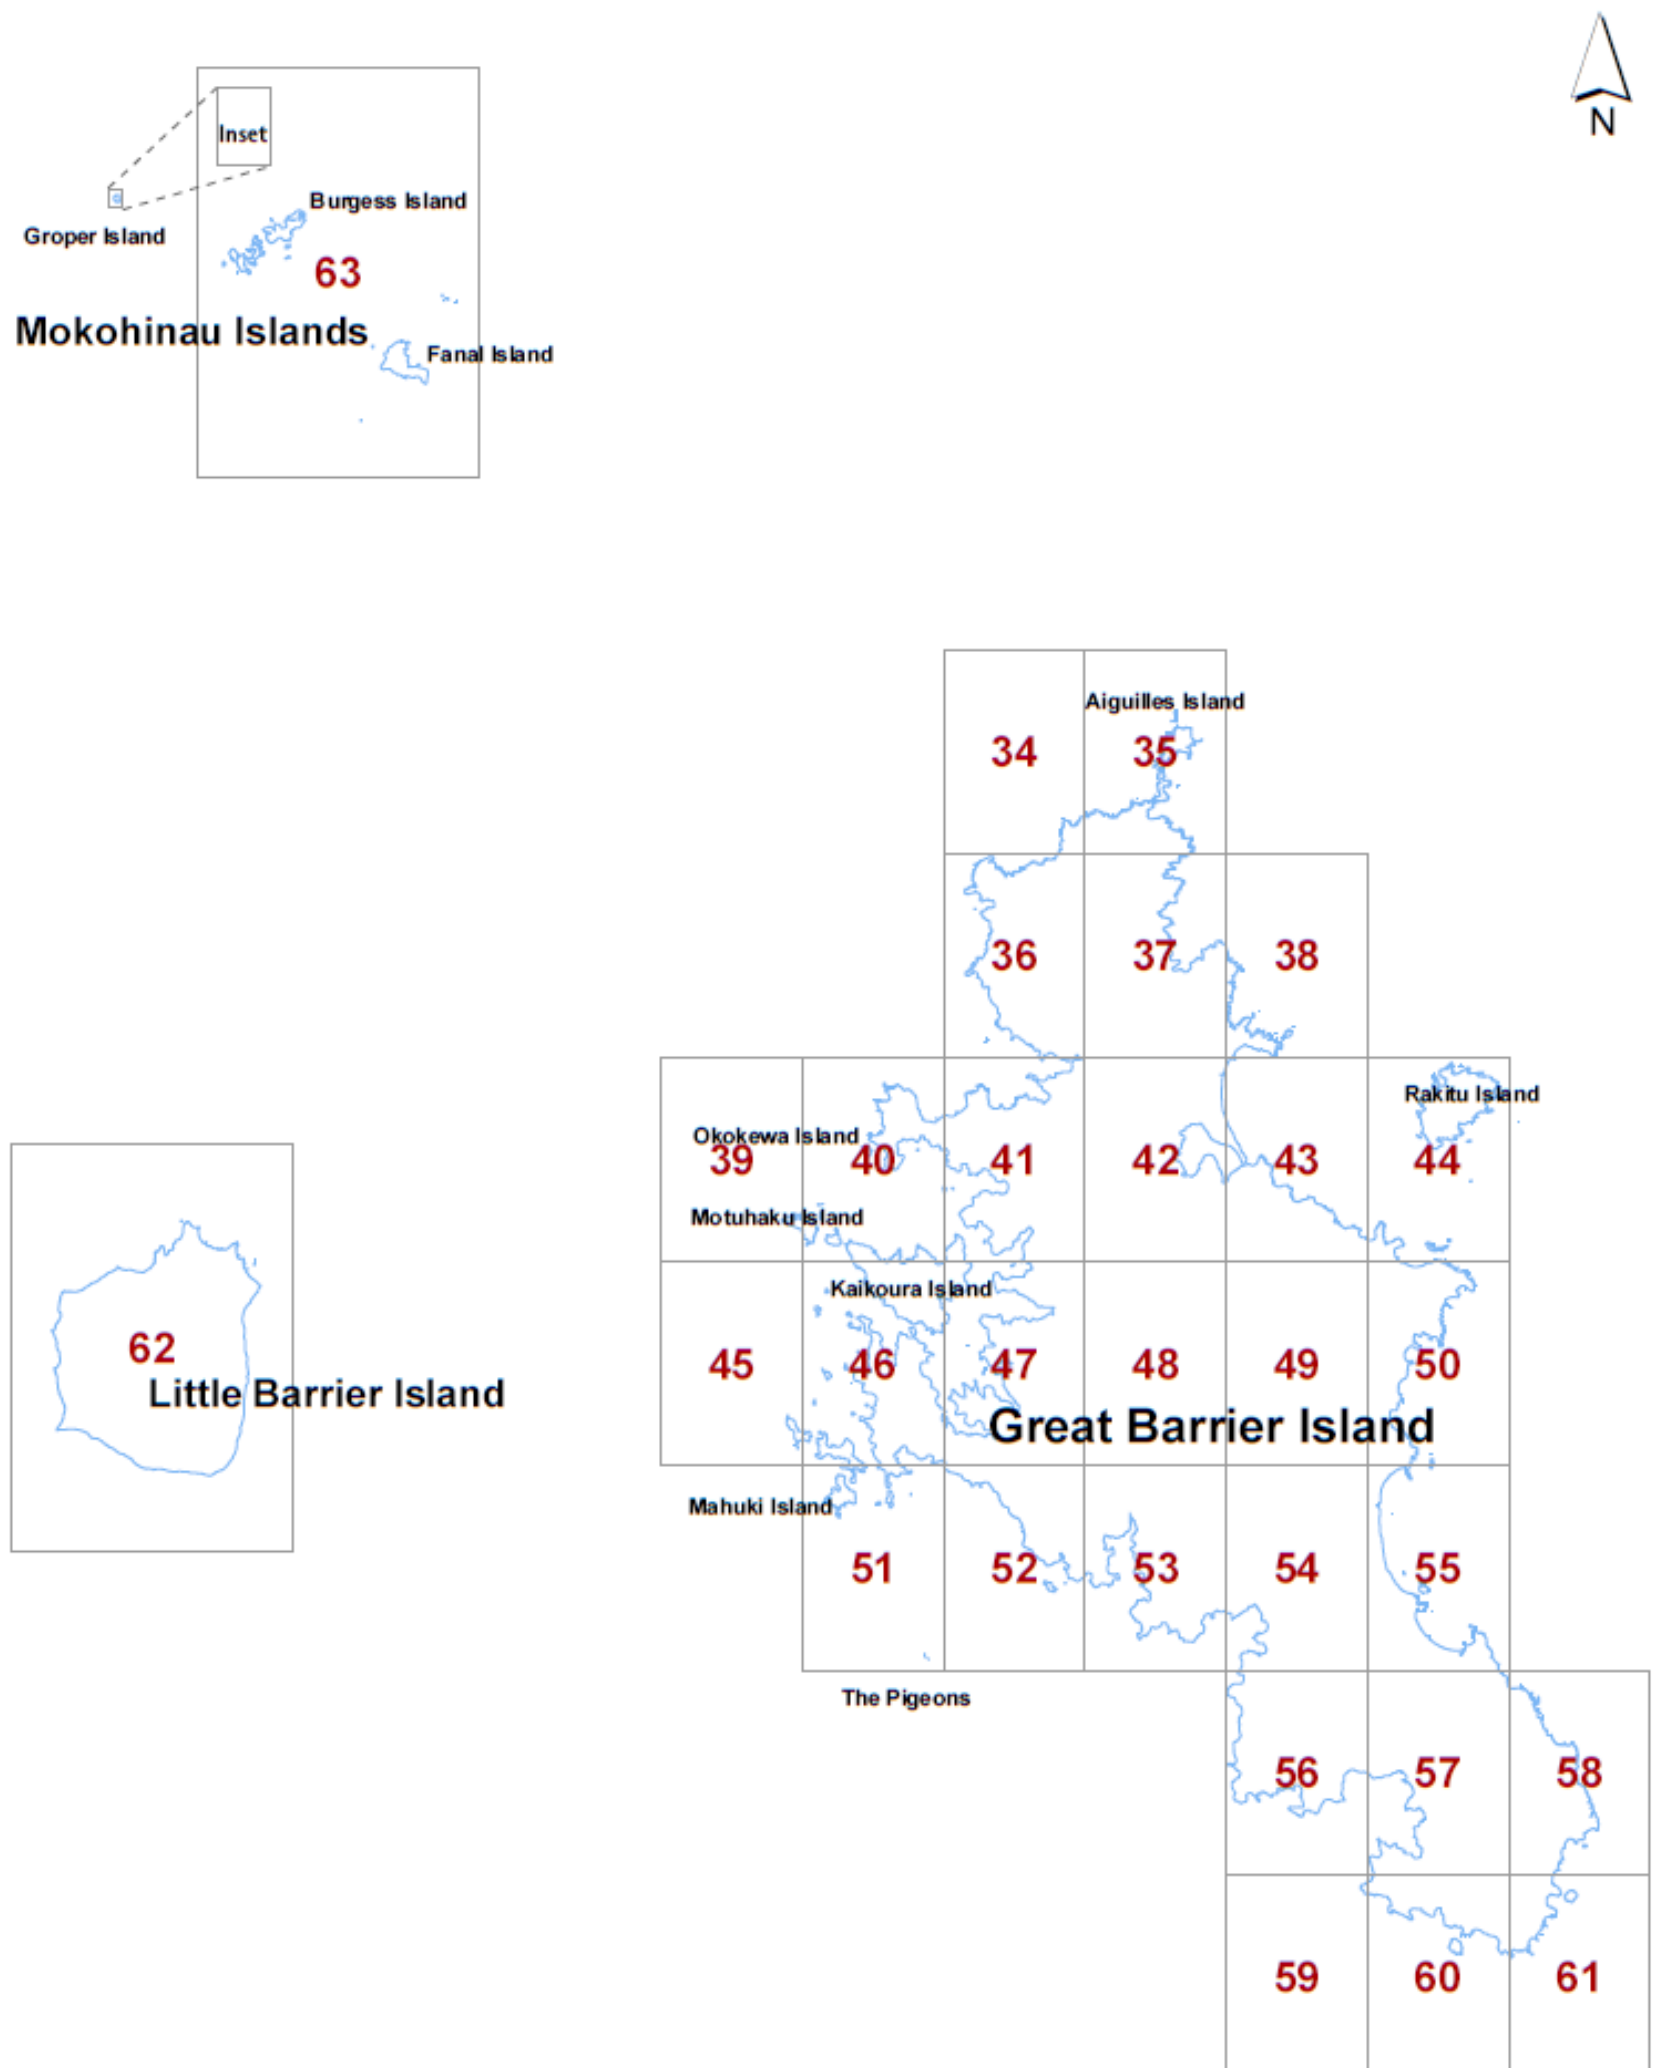 N
Inset
Burgess Island
Groper Island
63
Mokohinau Islands
Fanal Island
Aiguilles Island
34
35
36
37
38
Rakitu Island
Okokewa Island
39
40
41
42
43
44
Motuhaku Island
Kaikoura Island
62
Little Barrier Island
45
46
47
48
49
50
Great Barrier Island
Mahuki Island
51
52
53
54
55
The Pigeons
56
57
58
59
60
61